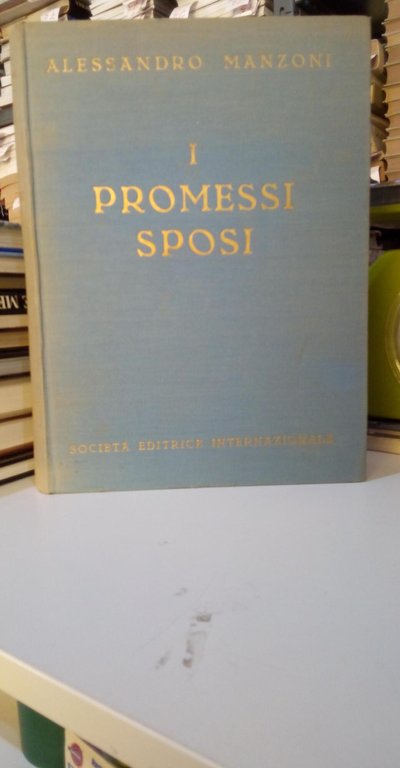 ALESSANDRO MANZONI
I
PROMESSI
SPOSI
SOCIETÀ EDITRICE INTERNAZIONALE